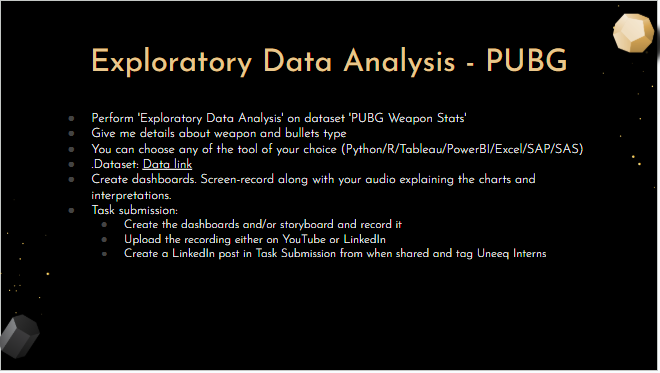 Exploratory Data Analysis - PUBG
Perform 'Exploratory Data Analysis' on dataset 'PUBG Weapon Stats'
Give me details about weapon and bullets type
You can choose any of the tool of your choice (Python/R/Tableau/PowerBI/Excel/SAP/SAS)
.Dataset: Data link
Create dashboards. Screen-record along with your audio explaining the charts and
interpretations.
Task submission:
Create the dashboards and/or storyboard and record it
Upload the recording either on YouTube or LinkedIn
Create a LinkedIn post in Task Submission from when shared and tag Uneeq Interns